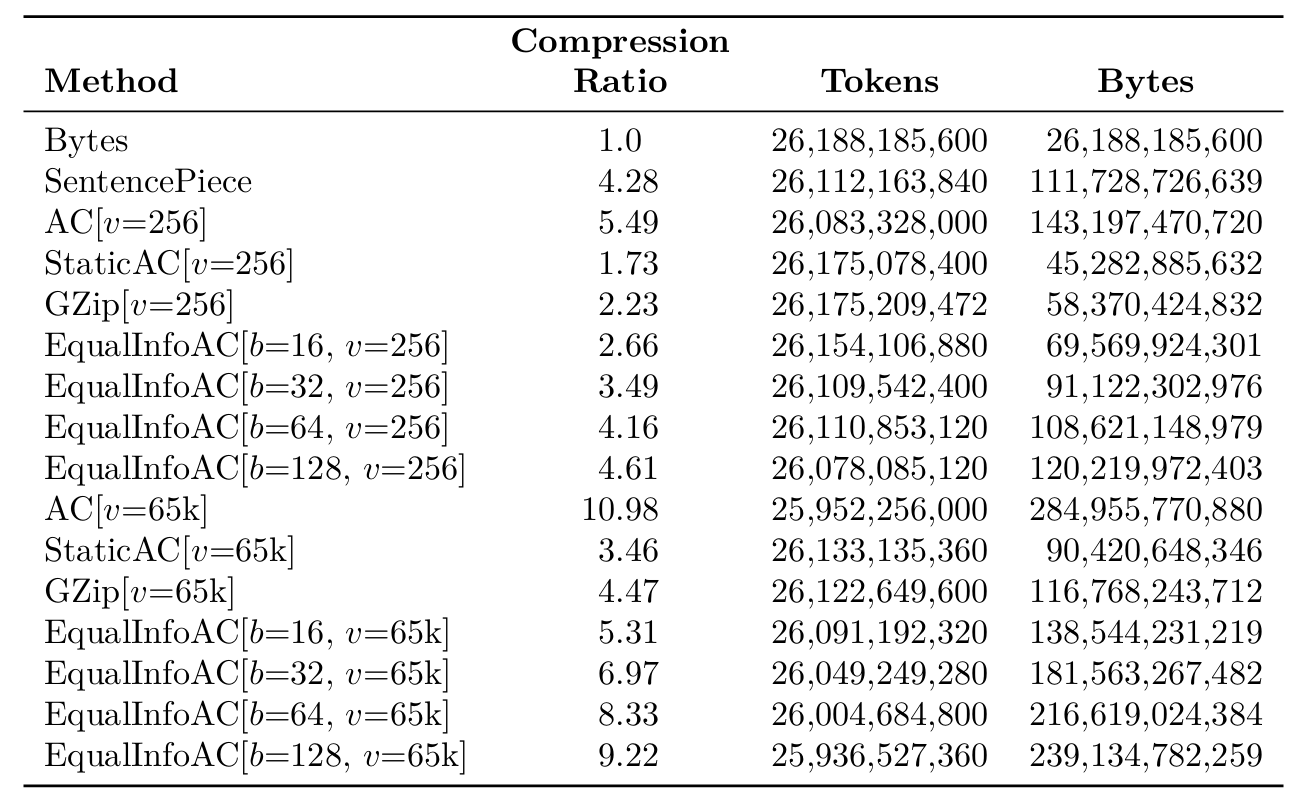 Compression
Method Ratio Tokens Bytes
Bytes 1.0 26,188,185,600 26,188,185,600
SentencePiece 4.28 26,112,163,840 111,728,726,639
AC[v=256] 5.49 26,083,328,000 143,197,470,720
StaticAC[v=256] 1.73 26,175,078,400 45,282,885,632
GZip[v=256] 2.23 26,175,209,472 58,370,424,832
EqualInfoAC[b=16, v=256] 2.66 26,154,106,880 69,569,924,301
EqualInfoAC[b=32, v=256] 3.49 26,109,542,400 91,122,302,976
EqualInfoAC[b=64, v=256] 4.16 26,110,853,120 108,621,148,979
EqualInfoAC[b=128, v=256] 4.61 26,078,085,120 120,219,972,403
AC[v=65k] 10.98 25,952,256,000 284,955,770,880
StaticAC[v=65k] 3.46 26,133,135,360 90,420,648,346
GZip[v=65k] 4.47 26,122,649,600 116,768,243,712
EqualInfoAC[b=16, v=65k] 5.31 26,091,192,320 138,544,231,219
EqualInfoAC[b=32, v=65k] 6.97 26,049,249,280 181,563,267,482
EqualInfoAC[b=64, v=65k] 8.33 26,004,684,800 216,619,024,384
EqualInfoAC[b=128, v=65k] 9.22 25,936,527,360 239,134,782,259